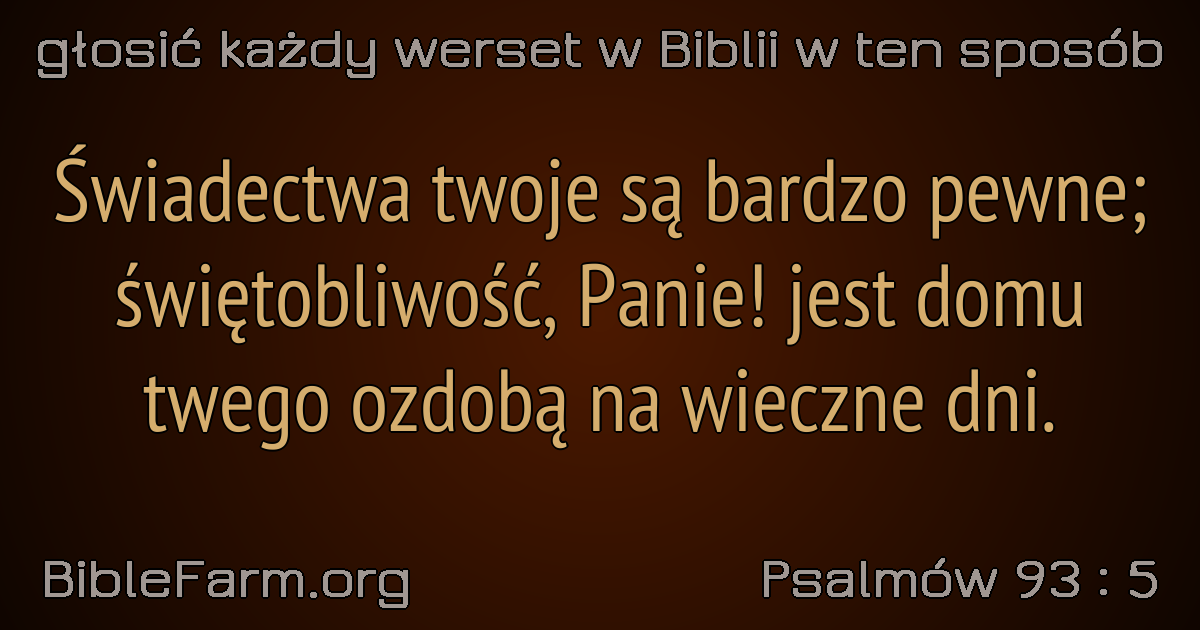 głosić każdy werset w Biblii w ten sposób
Świadectwa twoje są bardzo pewne;
świętobliwość, Panie! jest domu
twego ozdobą na wieczne dni.
BibleFarm.org
Psalmów 93 : 5